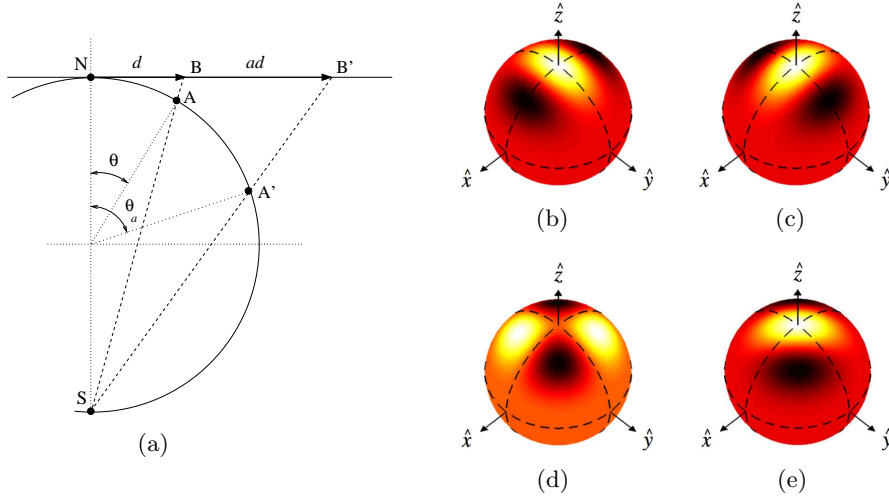 N d B ad B’
A
θ
A’
θ
a
S
(a)
ẑ
x̂ ŷ
(b)
ẑ
x̂ ŷ
(c)
ẑ
x̂ ŷ
(d)
ẑ
x̂ ŷ
(e)